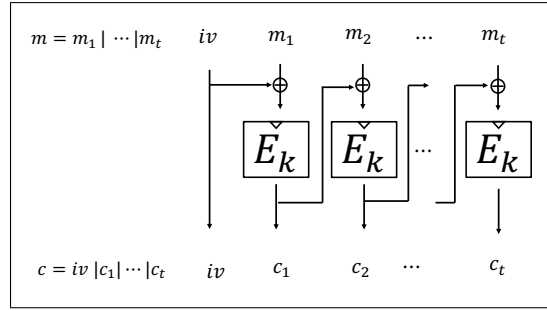 m = m₁| ⋯|mₜ iv m₁ m₂ ⋯ mₜ
Eₖ Eₖ ⋯ Eₖ
c = iv |c₁| ⋯|cₜ iv c₁ c₂ ⋯ cₜ